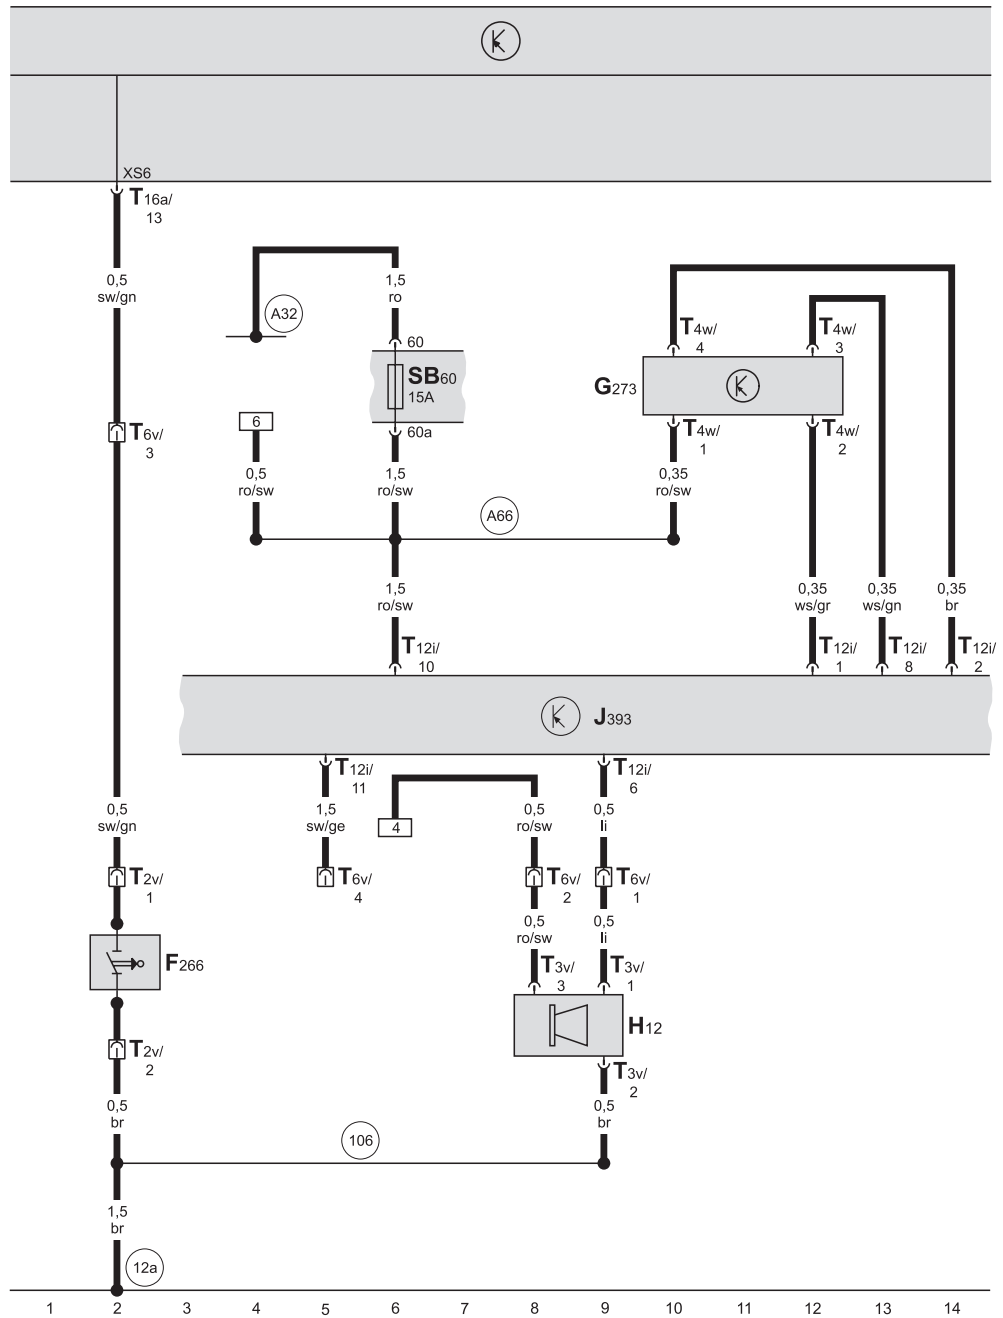 XS6
T16a/
13
0,5
sw/gn
1,5
ro
A32
60
SB60
15A
60a
T4w/
4
T4w/
3
G273
T4w/
1
T4w/
2
T6v/
3
6
0,5
ro/sw
1,5
ro/sw
0,35
ro/sw
A66
1,5
ro/sw
0,35
ws/gr
0,35
ws/gn
0,35
br
T12i/
10
T12i/
1
T12i/
8
T12i/
2
J393
T12i/
11
T12i/
6
0,5
sw/gn
1,5
sw/ge
4
0,5
ro/sw
0,5
li
T2v/
1
T6v/
4
T6v/
2
T6v/
1
0,5
ro/sw
0,5
li
F266
T3v/
3
T3v/
1
H12
T2v/
2
T3v/
2
0,5
br
0,5
br
106
1,5
br
12a
1 2 3 4 5 6 7 8 9 10 11 12 13 14